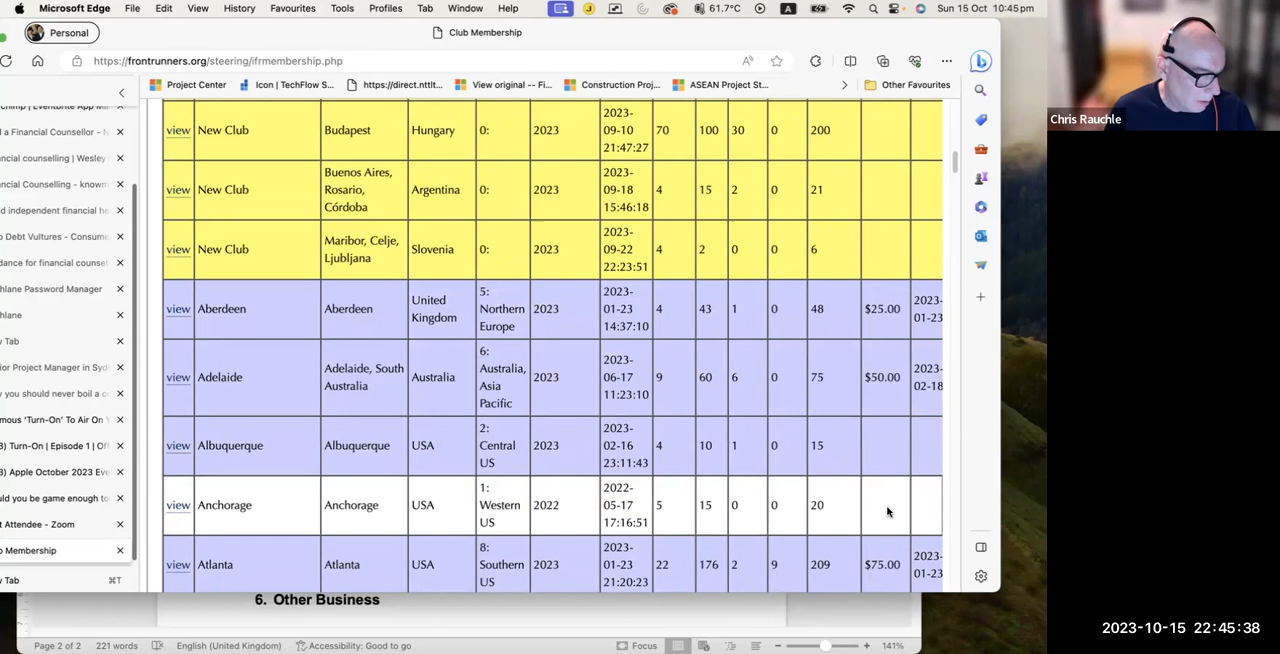 Microsoft Edge File Edit View History Favourites Tools Profiles Tab Window Help J A 61.7°C Sun 15 Oct 10:45 pm
Personal
Club Membership
https://frontrunners.org/steering/ifrmembership.php
Project Center
Icon | TechFlow S...
https://direct.nttlt...
View original -- Fi...
Construction Proj...
ASEAN Project St...
Other Favourites
chimp | Eventbrite App Ma
d a Financial Counsellor - N
ancial counselling | Wesley
ancial Counselling - knowm
d independent financial he
o Debt Vultures - Consume
dance for financial counsel
hlane Password Manager
hlane
w Tab
ior Project Manager in Syd
y you should never boil a c
mous ‘Turn-On’ To Air On Y
3) Turn-On | Episode 1 | Off
3) Apple October 2023 Eve
uld you be game enough to
t Attendee - Zoom
b Membership
w Tab ⌘T
view New Club Budapest Hungary 0: 2023 2023-09-10 21:47:27 70 100 30 0 200
view New Club Buenos Aires, Rosario, Córdoba Argentina 0: 2023 2023-09-18 15:46:18 4 15 2 0 21
view New Club Maribor, Celje, Ljubljana Slovenia 0: 2023 2023-09-22 22:23:51 4 2 0 0 6
view Aberdeen Aberdeen United Kingdom 5: Northern Europe 2023 2023-01-23 14:37:10 4 43 1 0 48 $25.00 2023-01-23
view Adelaide Adelaide, South Australia Australia 6: Australia, Asia Pacific 2023 2023-06-17 11:23:10 9 60 6 0 75 $50.00 2023-02-18
view Albuquerque Albuquerque USA 2: Central US 2023 2023-02-16 23:11:43 4 10 1 0 15
view Anchorage Anchorage USA 1: Western US 2022 2022-05-17 17:16:51 5 15 0 0 20
view Atlanta Atlanta USA 8: Southern US 2023 2023-01-23 21:20:23 22 176 2 9 209 $75.00 2023-01-23
6. Other Business
Page 2 of 2 221 words English (United Kingdom) Accessibility: Good to go Focus 141%
Chris Rauchle
2023-10-15 22:45:38